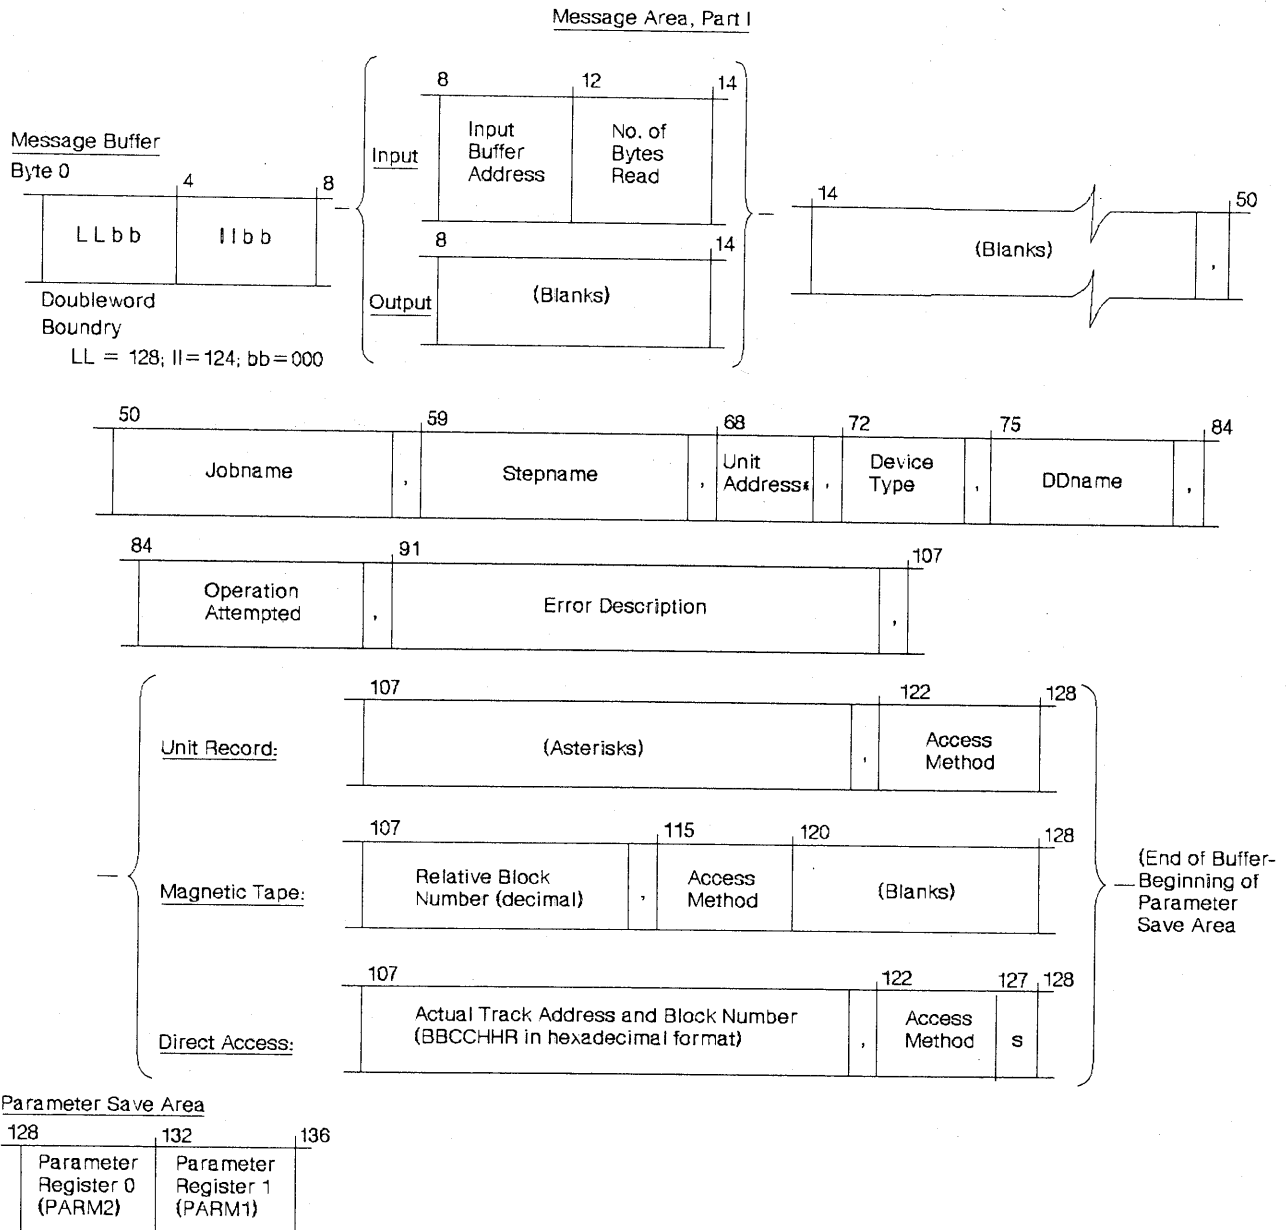 Message Area, Part I
Message Buffer
Byte 0
4
8
LLbb
llbb
Doubleword
Boundry
LL = 128; ll=124; bb=000
Input
8
12
14
Input
Buffer
Address
No. of
Bytes
Read
Output
8
14
(Blanks)
14
50
(Blanks)
,
50
59
68
72
75
84
Jobname
,
Stepname
,
Unit
Address*
,
Device
Type
,
DDname
,
84
91
107
Operation
Attempted
,
Error Description
,
Unit Record:
107
122
128
(Asterisks)
,
Access
Method
Magnetic Tape:
107
115
120
128
Relative Block
Number (decimal)
,
Access
Method
(Blanks)
Direct Access:
107
122
127
128
Actual Track Address and Block Number
(BBCCHHR in hexadecimal format)
,
Access
Method
s
(End of Buffer-
Beginning of
Parameter
Save Area
Parameter Save Area
128
132
136
Parameter
Register 0
(PARM2)
Parameter
Register 1
(PARM1)